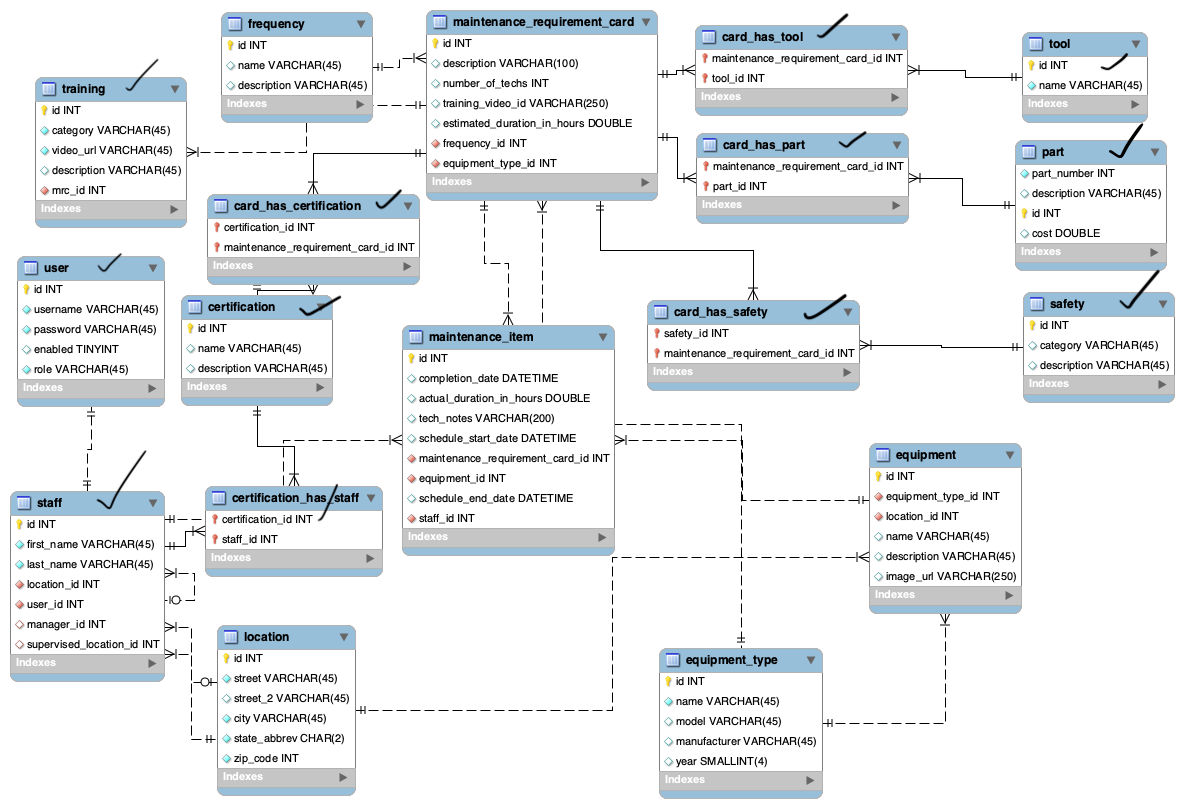 frequency
id INT
name VARCHAR(45)
description VARCHAR(45)
Indexes
maintenance_requirement_card
id INT
description VARCHAR(100)
number_of_techs INT
training_video_id VARCHAR(250)
estimated_duration_in_hours DOUBLE
frequency_id INT
equipment_type_id INT
Indexes
card_has_tool
maintenance_requirement_card_id INT
tool_id INT
Indexes
tool
id INT
name VARCHAR(45)
Indexes
training
id INT
category VARCHAR(45)
video_url VARCHAR(45)
description VARCHAR(45)
mrc_id INT
Indexes
card_has_part
maintenance_requirement_card_id INT
part_id INT
Indexes
part
part_number INT
description VARCHAR(45)
id INT
cost DOUBLE
Indexes
card_has_certification
certification_id INT
maintenance_requirement_card_id INT
Indexes
user
id INT
username VARCHAR(45)
password VARCHAR(45)
enabled TINYINT
role VARCHAR(45)
Indexes
certification
id INT
name VARCHAR(45)
description VARCHAR(45)
Indexes
maintenance_item
id INT
completion_date DATETIME
actual_duration_in_hours DOUBLE
tech_notes VARCHAR(200)
schedule_start_date DATETIME
maintenance_requirement_card_id INT
equipment_id INT
schedule_end_date DATETIME
staff_id INT
Indexes
card_has_safety
safety_id INT
maintenance_requirement_card_id INT
Indexes
safety
id INT
category VARCHAR(45)
description VARCHAR(45)
Indexes
staff
id INT
first_name VARCHAR(45)
last_name VARCHAR(45)
location_id INT
user_id INT
manager_id INT
supervised_location_id INT
Indexes
certification_has_staff
certification_id INT
staff_id INT
Indexes
equipment
id INT
equipment_type_id INT
location_id INT
name VARCHAR(45)
description VARCHAR(45)
image_url VARCHAR(250)
Indexes
location
id INT
street VARCHAR(45)
street_2 VARCHAR(45)
city VARCHAR(45)
state_abbrev CHAR(2)
zip_code INT
Indexes
equipment_type
id INT
name VARCHAR(45)
model VARCHAR(45)
manufacturer VARCHAR(45)
year SMALLINT(4)
Indexes